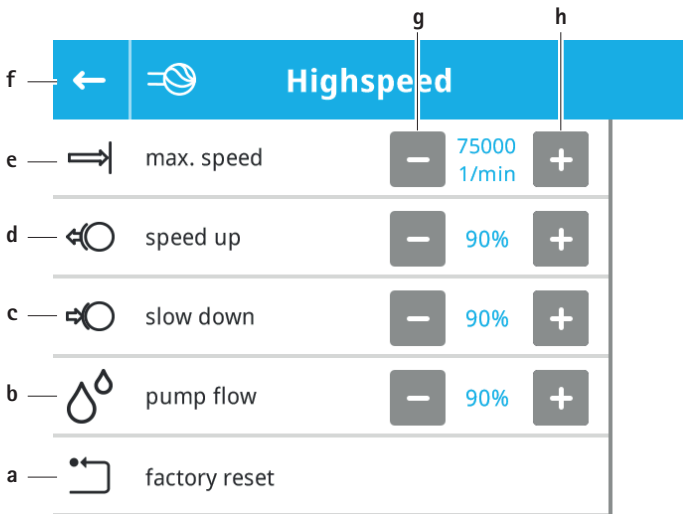 g h
f Highspeed
e max. speed 75000
1/min
d speed up 90%
c slow down 90%
b pump flow 90%
a factory reset